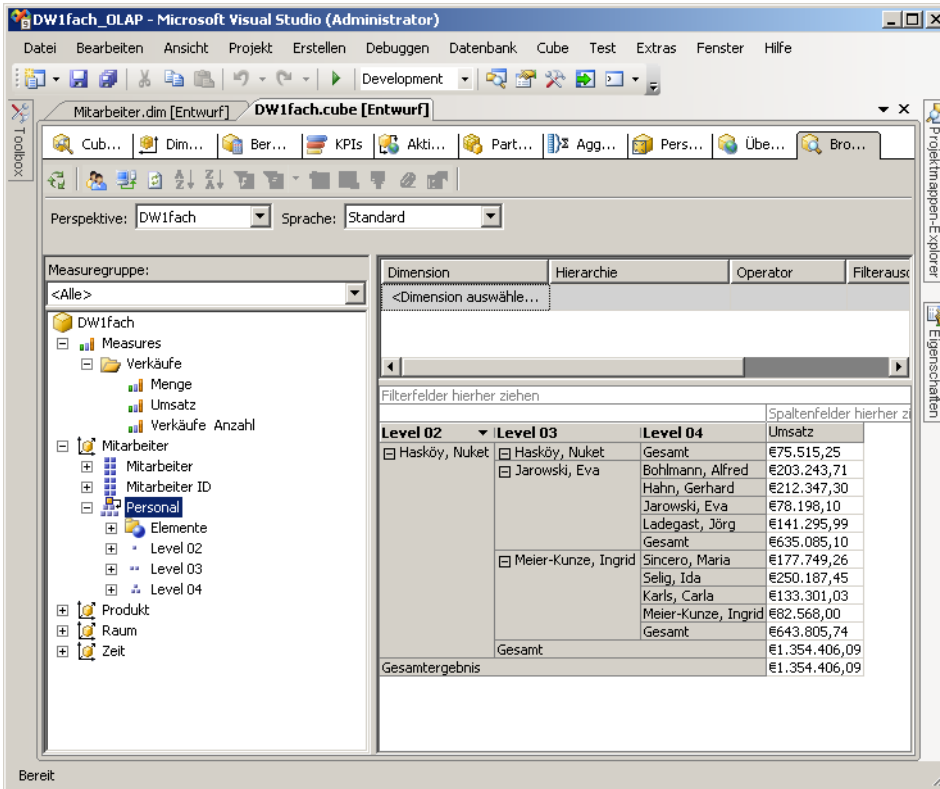 DW1fach_OLAP - Microsoft Visual Studio (Administrator)
Datei Bearbeiten Ansicht Projekt Erstellen Debuggen Datenbank Cube Test Extras Fenster Hilfe
Development
Mitarbeiter.dim [Entwurf] DW1fach.cube [Entwurf]
Toolbox
Cub... Dim... Ber... KPIs Akti... Part... Agg... Pers... Übe... Bro...
Perspektive: DW1fach Sprache: Standard
Projektmappen-Explorer
Eigenschaften
Measuregruppe:
<Alle>
DW1fach
Measures
Verkäufe
Menge
Umsatz
Verkäufe Anzahl
Mitarbeiter
Mitarbeiter
Mitarbeiter ID
Personal
Elemente
Level 02
Level 03
Level 04
Produkt
Raum
Zeit
Dimension Hierarchie Operator Filterausd
<Dimension auswähle...
Filterfelder hierher ziehen
Spaltenfelder hierher zi
Level 02 Level 03 Level 04 Umsatz
Hasköy, Nuket Hasköy, Nuket Gesamt €75.515,25
Jarowski, Eva Bohlmann, Alfred €203.243,71
Hahn, Gerhard €212.347,30
Jarowski, Eva €78.198,10
Ladegast, Jörg €141.295,99
Gesamt €635.085,10
Meier-Kunze, Ingrid Sincero, Maria €177.749,26
Selig, Ida €250.187,45
Karls, Carla €133.301,03
Meier-Kunze, Ingrid €82.568,00
Gesamt €643.805,74
Gesamt €1.354.406,09
Gesamtergebnis €1.354.406,09
Bereit